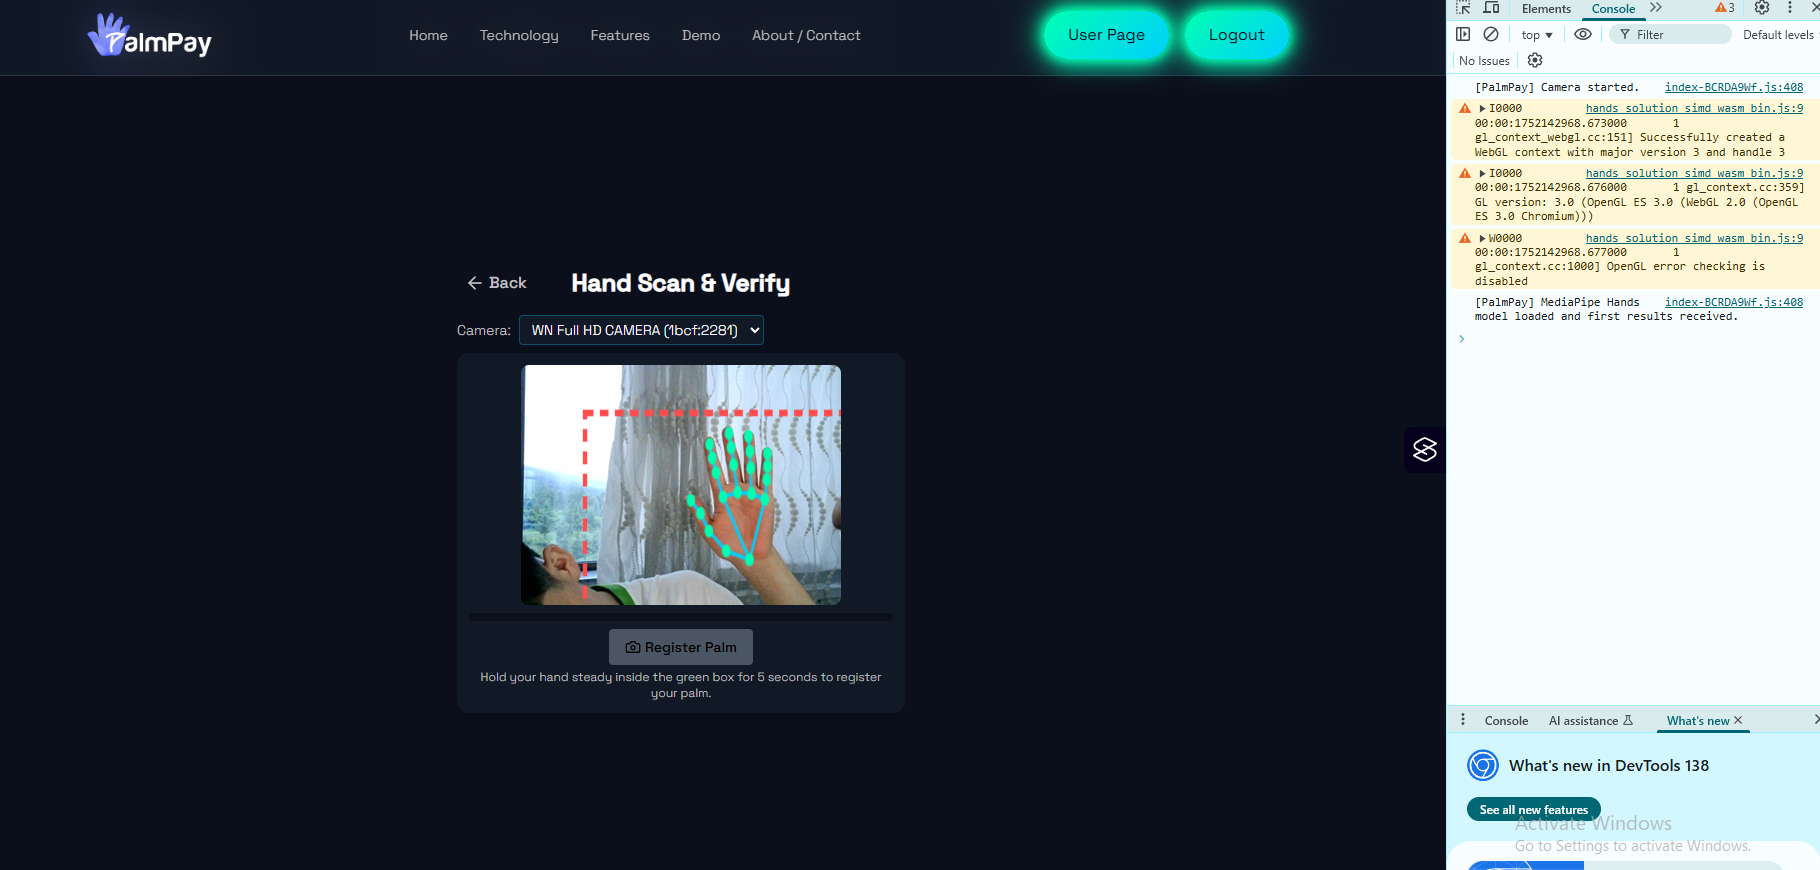 PalmPay
Home
Technology
Features
Demo
About / Contact
User Page
Logout
← Back
Hand Scan & Verify
Camera:
WN Full HD CAMERA (1bcf:2281)
Register Palm
Hold your hand steady inside the green box for 5 seconds to register
your palm.
Elements
Console
3
top
Filter
Default levels
No Issues
[PalmPay] Camera started.
index-BCRDA9Wf.js:408
I0000
hands_solution_simd_wasm_bin.js:9
00:00:1752142968.673000 1
gl_context_webgl.cc:151] Successfully created a
WebGL context with major version 3 and handle 3
I0000
hands_solution_simd_wasm_bin.js:9
00:00:1752142968.676000 1 gl_context.cc:359]
GL version: 3.0 (OpenGL ES 3.0 (WebGL 2.0 (OpenGL
ES 3.0 Chromium)))
W0000
hands_solution_simd_wasm_bin.js:9
00:00:1752142968.677000 1
gl_context.cc:1000] OpenGL error checking is
disabled
[PalmPay] MediaPipe Hands
index-BCRDA9Wf.js:408
model loaded and first results received.
Console
AI assistance
What's new
What's new in DevTools 138
See all new features
Activate Windows
Go to Settings to activate Windows.